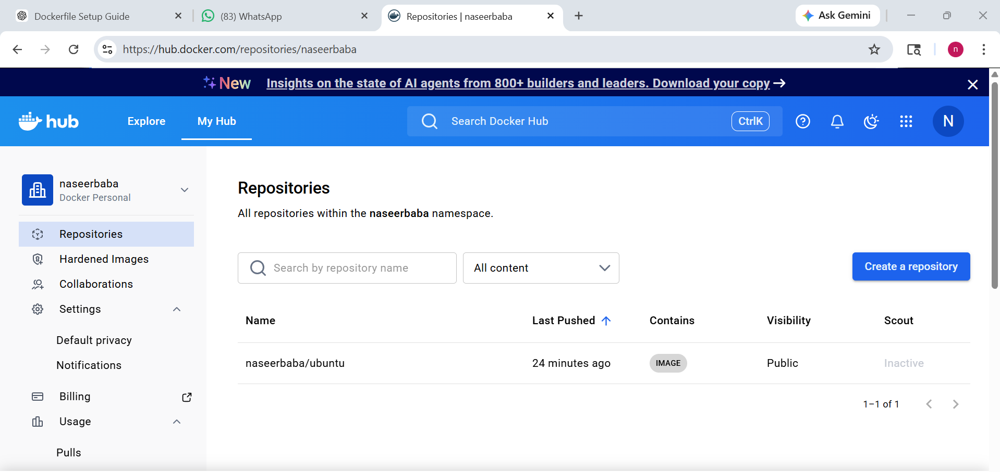 Dockerfile Setup Guide
(83) WhatsApp
Repositories | naseerbaba
Ask Gemini
https://hub.docker.com/repositories/naseerbaba
n
New Insights on the state of AI agents from 800+ builders and leaders. Download your copy →
hub
Explore
My Hub
Search Docker Hub
CtrlK
N
naseerbaba
Docker Personal
Repositories
Hardened Images
Collaborations
Settings
Default privacy
Notifications
Billing
Usage
Pulls
Repositories
All repositories within the naseerbaba namespace.
Search by repository name
All content
Create a repository
Name Last Pushed Contains Visibility Scout
naseerbaba/ubuntu 24 minutes ago IMAGE Public Inactive
1–1 of 1